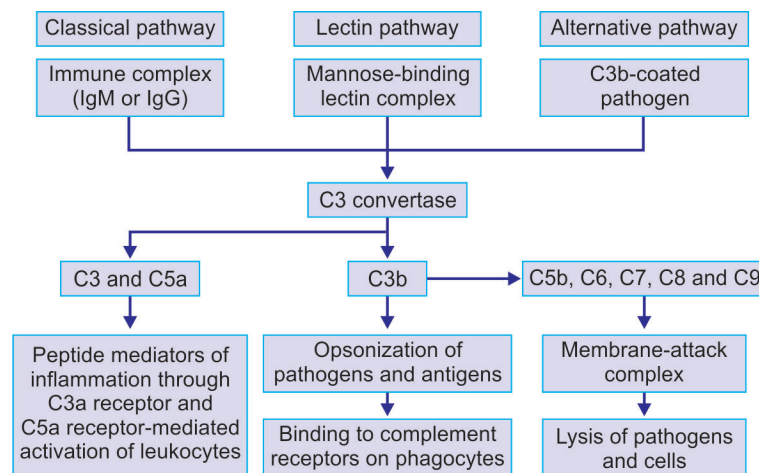 Classical pathway
Lectin pathway
Alternative pathway
Immune complex
(IgM or IgG)
Mannose-binding
lectin complex
C3b-coated
pathogen
C3 convertase
C3 and C5a
C3b
C5b, C6, C7, C8 and C9
Peptide mediators of
inflammation through
C3a receptor and
C5a receptor-mediated
activation of leukocytes
Opsonization of
pathogens and antigens
Membrane-attack
complex
Binding to complement
receptors on phagocytes
Lysis of pathogens
and cells